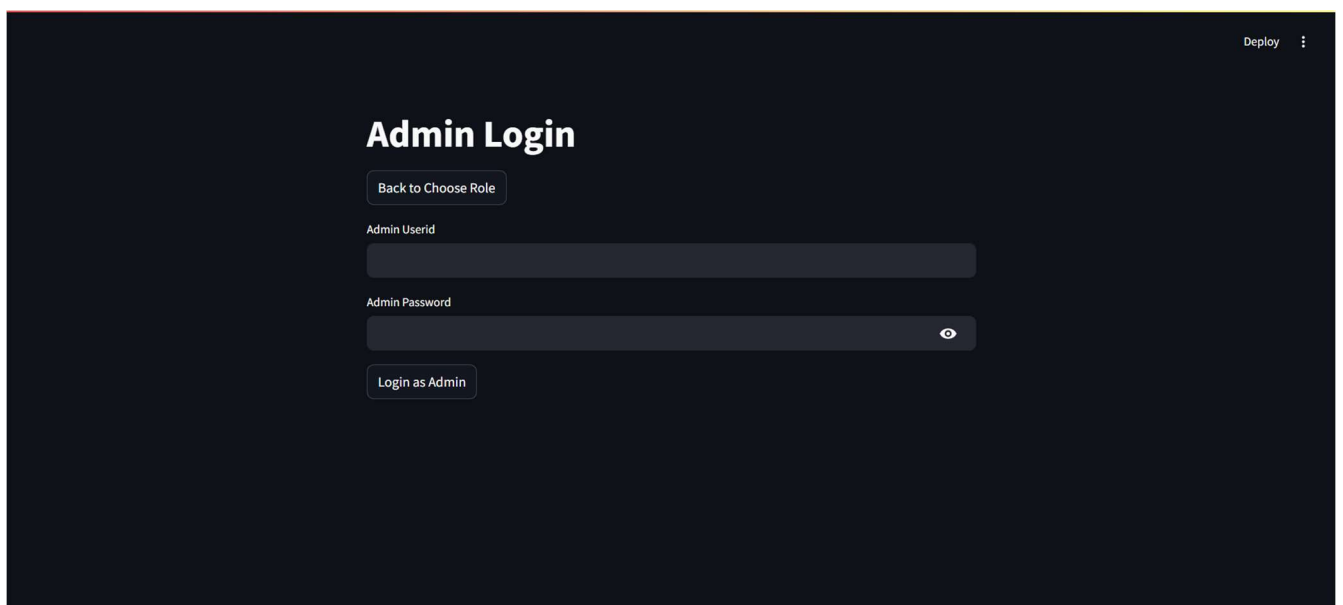 Deploy
Admin Login
Back to Choose Role
Admin Userid
Admin Password
Login as Admin